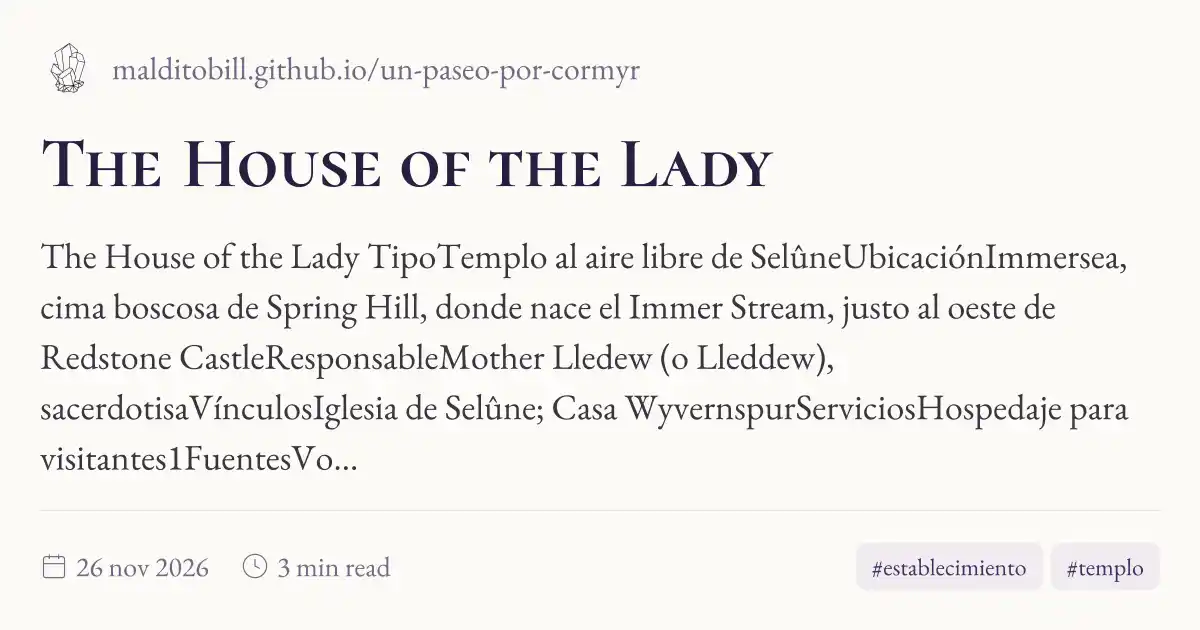 malditobill.github.io/un-paseo-por-cormyr
The House of the Lady
The House of the Lady TipoTemplo al aire libre de SelûneUbicaciónImmersea,
cima boscosa de Spring Hill, donde nace el Immer Stream, justo al oeste de
Redstone CastleResponsableMother Lledew (o Lleddew),
sacerdotisaVínculosIglesia de Selûne; Casa WyvernspurServiciosHospedaje para
visitantes1FuentesVo...
26 nov 2026 3 min read #establecimiento #templo